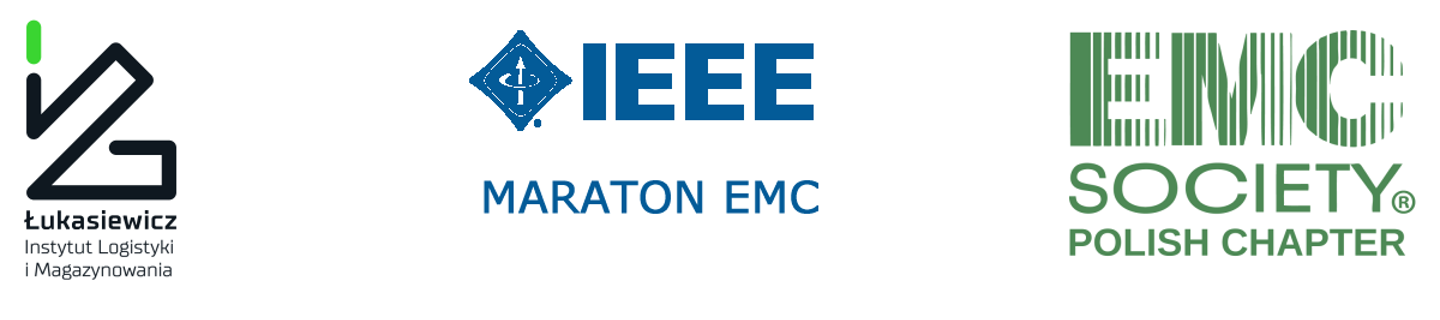 Łukasiewicz
Instytut Logistyki
i Magazynowania
IEEE
MARATON EMC
EMC
SOCIETY®
POLISH CHAPTER